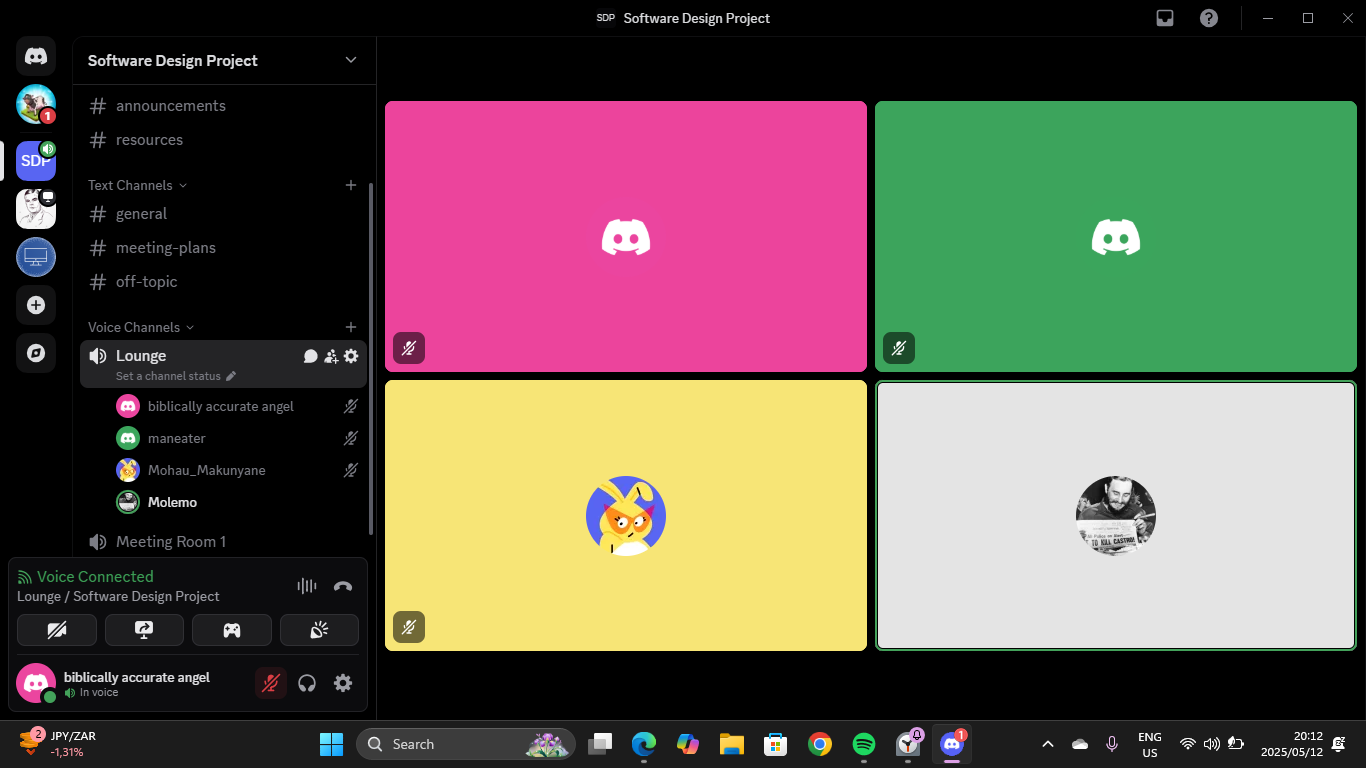 SDP Software Design Project
Software Design Project
1
announcements
resources
SDP
Text Channels
general
meeting-plans
off-topic
Voice Channels
Lounge
Set a channel status
biblically accurate angel
maneater
Mohau_Makunyane
Molemo
Meeting Room 1
Voice Connected
Lounge / Software Design Project
biblically accurate angel
In voice
TO KILL CASTRO!
2
JPY/ZAR
-1,31%
Search
1
ENG
US
20:12
2025/05/12